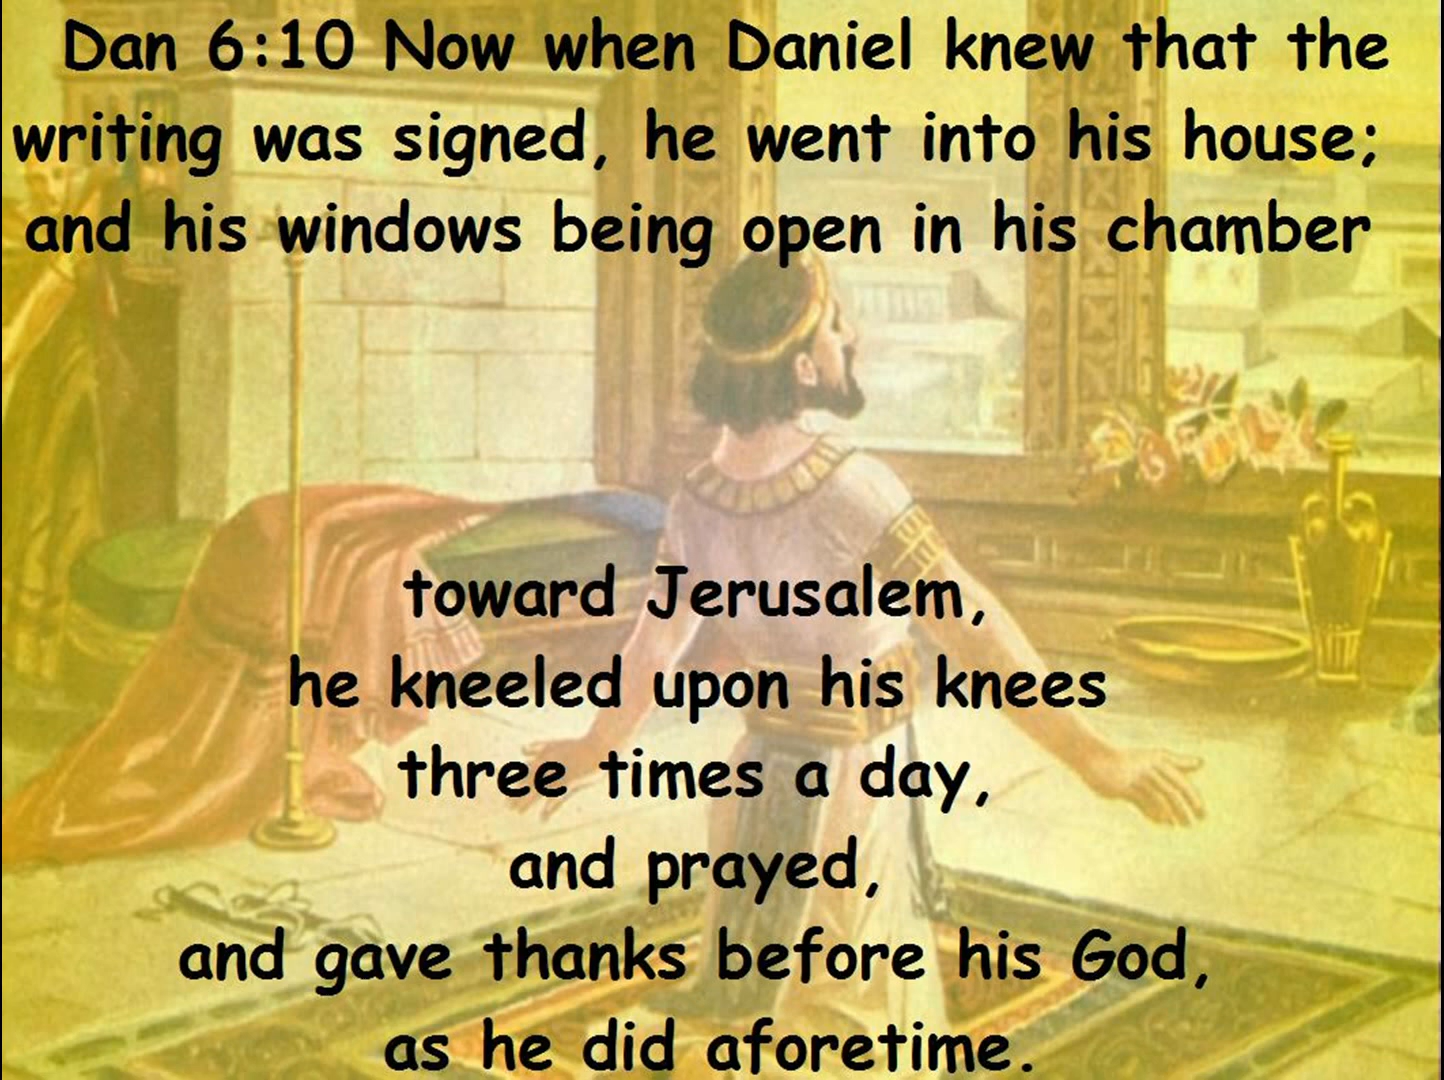 Dan 6:10 Now when Daniel knew that the
writing was signed, he went into his house;
and his windows being open in his chamber
toward Jerusalem,
he kneeled upon his knees
three times a day,
and prayed,
and gave thanks before his God,
as he did aforetime.